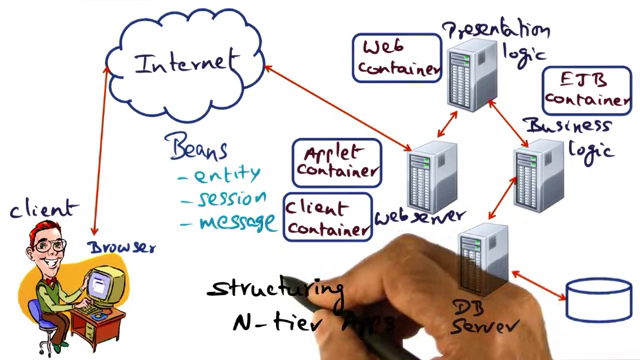 Internet
Web
container
Presentation
logic
EJB
container
Business
logic
Beans
- entity
- session
- message
Applet
container
Client
container
Webserver
client
Browser
Structuring
N-tier Apps
DB
Server